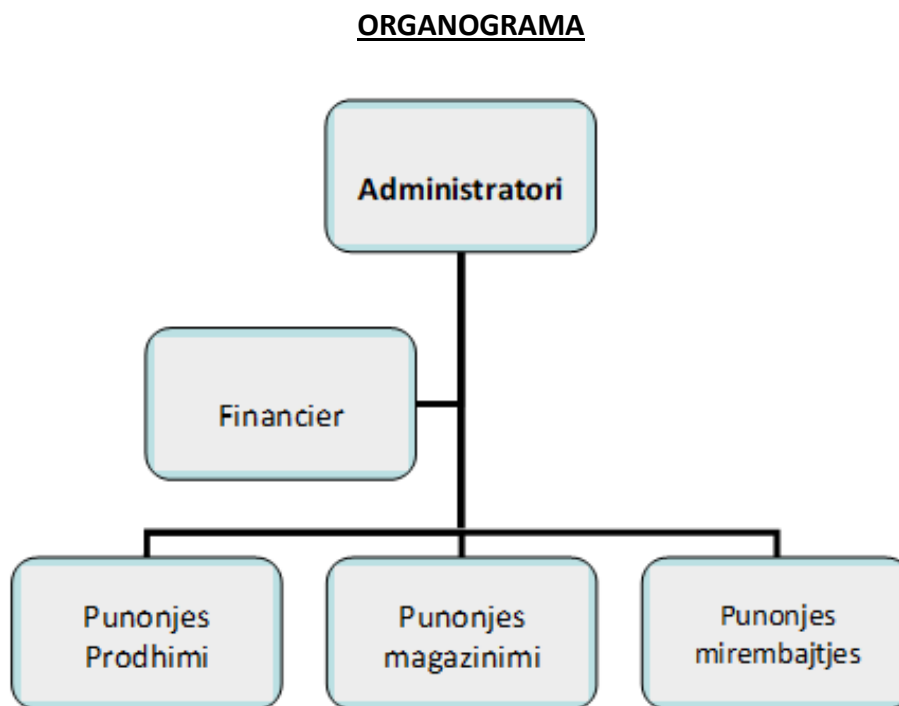 ORGANOGRAMA
Administratori
Financier
Punonjes
Prodhimi
Punonjes
magazinimi
Punonjes
mirembajtjes